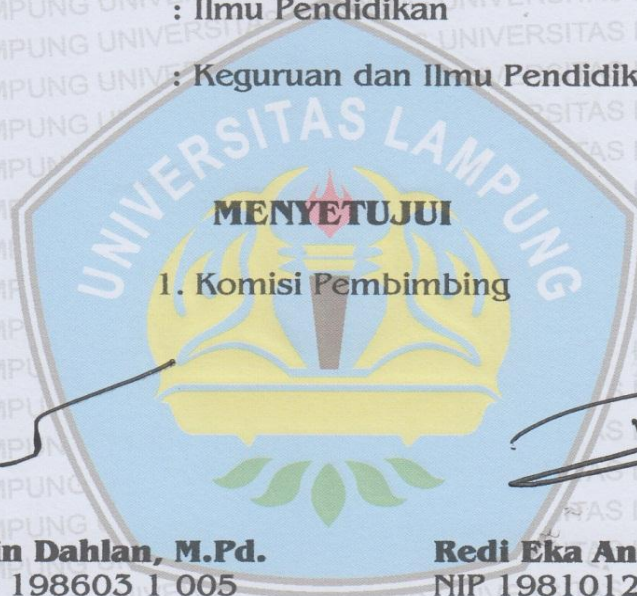 : Ilmu Pendidikan
: Keguruan dan Ilmu Pendidik
UNIVERSITAS LAMPUNG
MENYETUJUI
1. Komisi Pembimbing
in Dahlan, M.Pd. Redi Eka An
198603 1 005 NIP 1981012